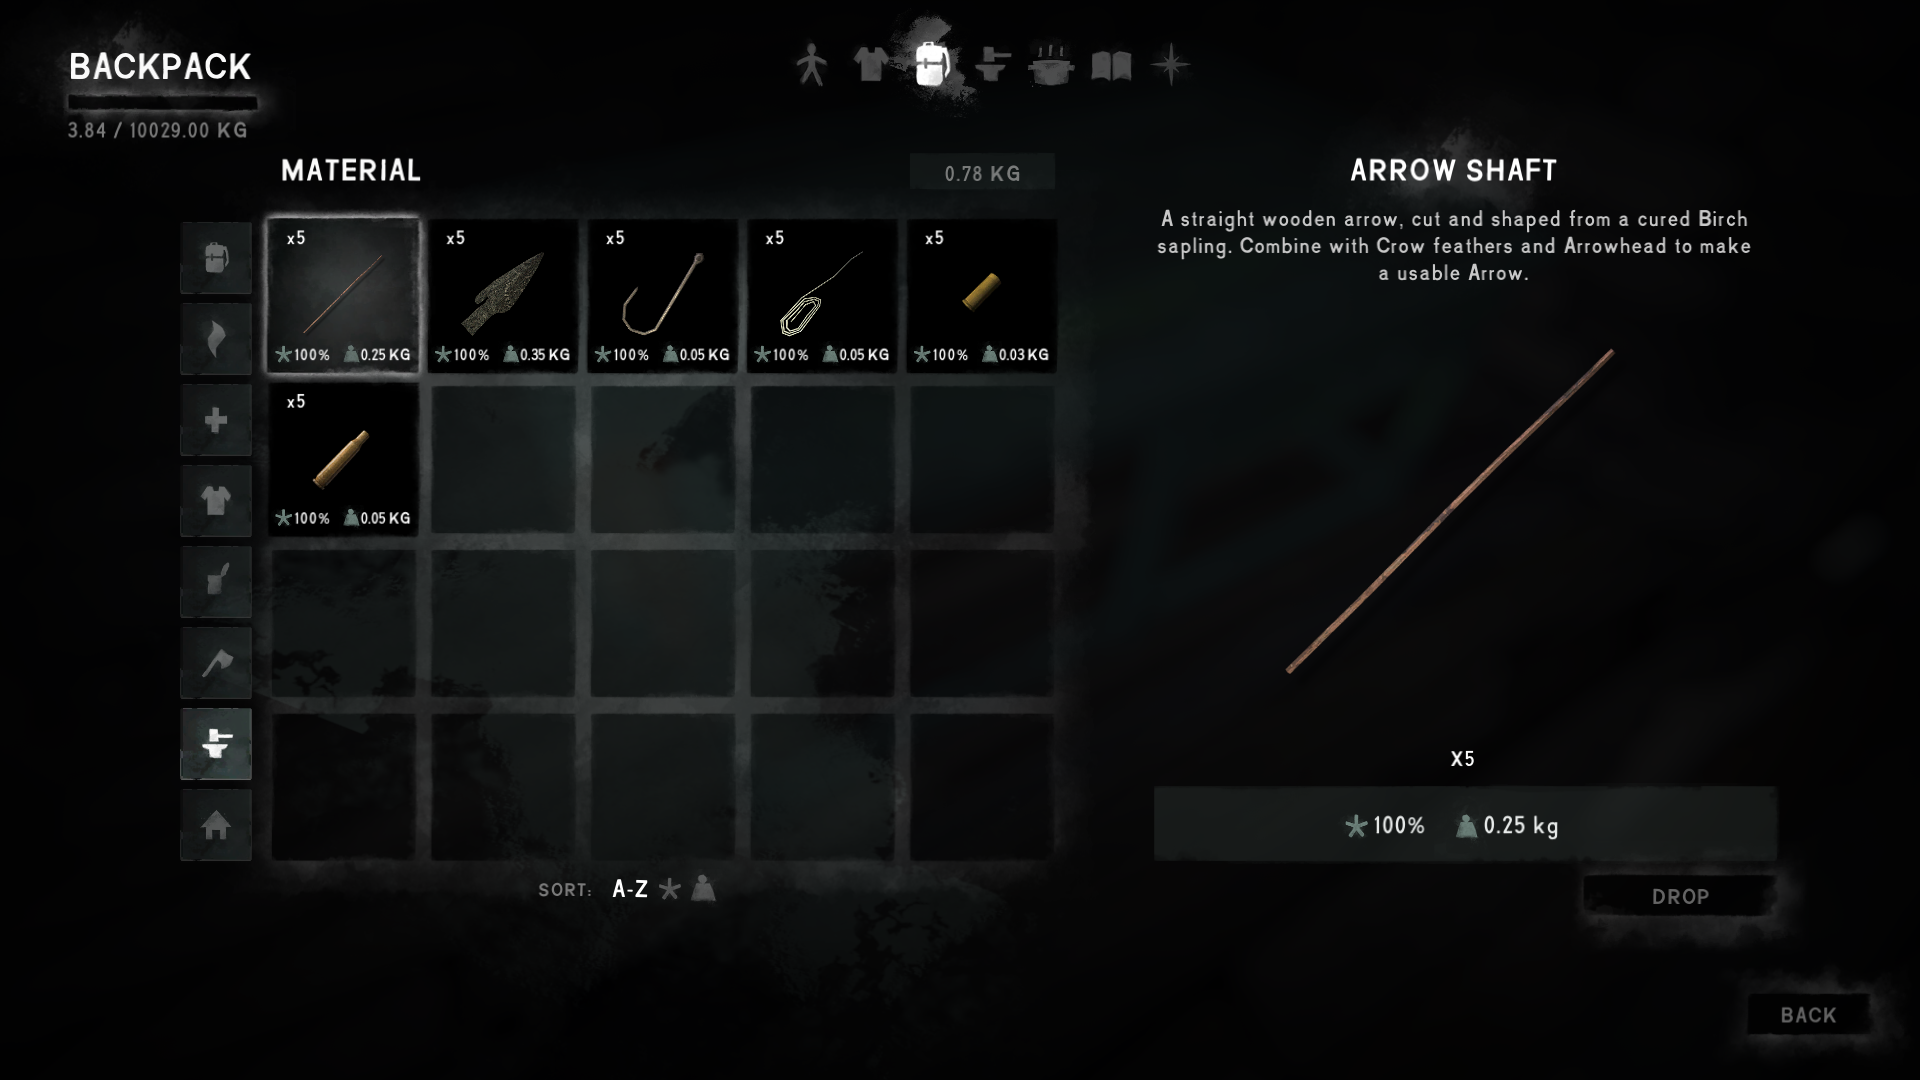 BACKPACK
3.84 / 10029.00 KG
MATERIAL
0.78 KG
x5
100% 0.25 KG
x5
100% 0.35 KG
x5
100% 0.05 KG
x5
100% 0.05 KG
x5
100% 0.03 KG
x5
100% 0.05 KG
SORT: A-Z
ARROW SHAFT
A straight wooden arrow, cut and shaped from a cured Birch
sapling. Combine with Crow feathers and Arrowhead to make
a usable Arrow.
X5
100% 0.25 kg
DROP
BACK